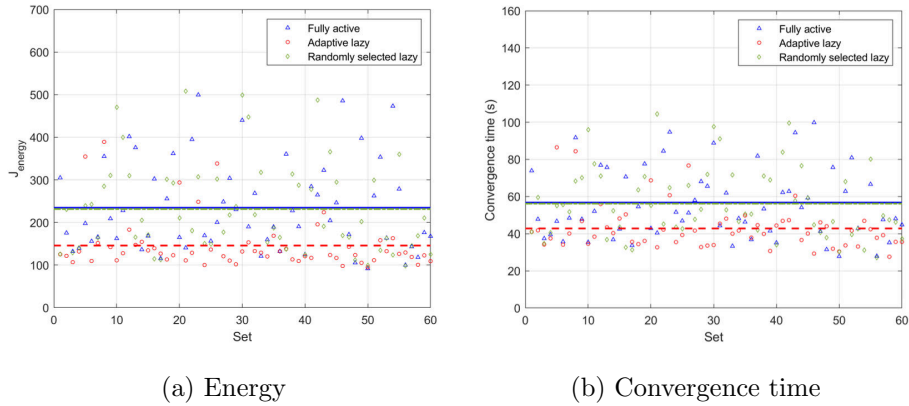 700
600
500
400
300
200
100
0
J_energy
0 10 20 30 40 50 60
Set
Fully active
Adaptive lazy
Randomly selected lazy
(a) Energy
160
140
120
100
80
60
40
20
0
Convergence time (s)
0 10 20 30 40 50 60
Set
Fully active
Adaptive lazy
Randomly selected lazy
(b) Convergence time